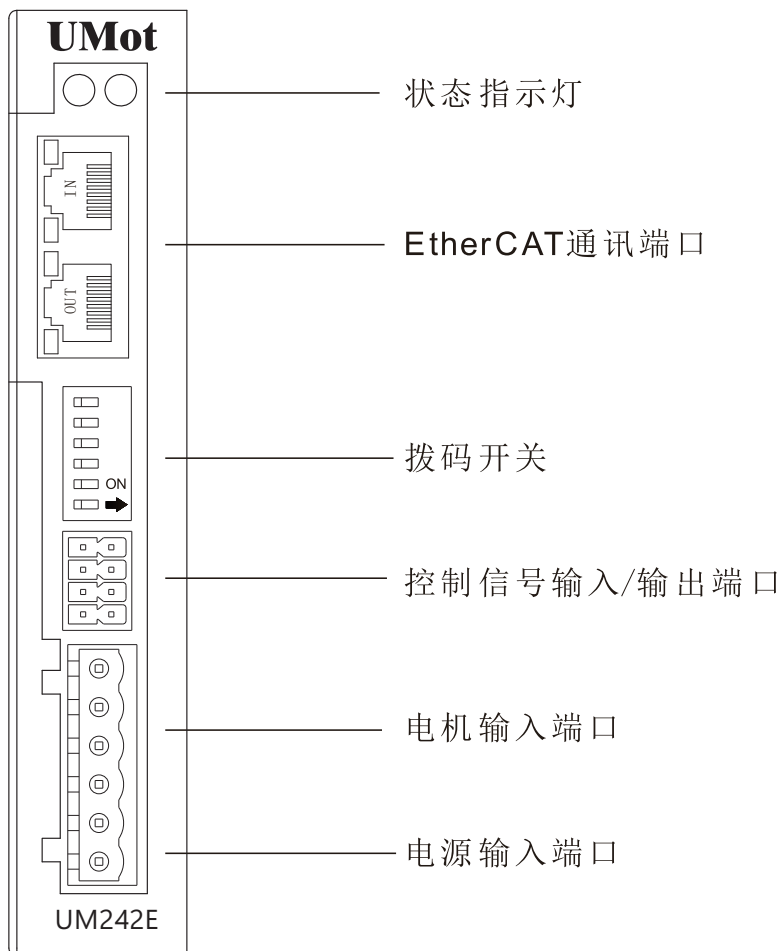 UMot
状态指示灯
IN
EtherCAT通讯端口
OUT
拨码开关
ON
控制信号输入/输出端口
电机输入端口
电源输入端口
UM242E